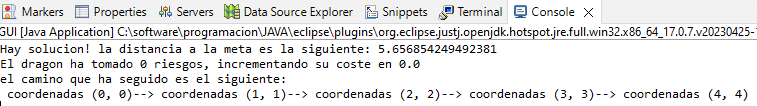 Markers Properties Servers Data Source Explorer Snippets Terminal Console
GUI [Java Application] C:\software\programacion\JAVA\eclipse\plugins\org.eclipse.justj.openjdk.hotspot.jre.full.win32.x86_64_17.0.7.v20230425-
Hay solucion! la distancia a la meta es la siguiente: 5.656854249492381
El dragon ha tomado 0 riesgos, incrementando su coste en 0.0
el camino que ha seguido es el siguiente:
coordenadas (0, 0)--> coordenadas (1, 1)--> coordenadas (2, 2)--> coordenadas (3, 3)--> coordenadas (4, 4)